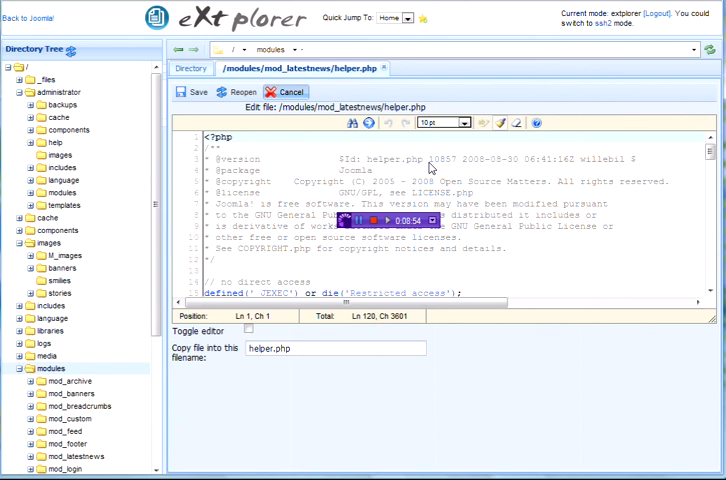 Back to Joomla!
eXtplorer
Quick Jump To: Home
Current mode: extplorer [Logout]. You could
switch to ssh2 mode.
Directory Tree
/
_files
administrator
backups
cache
components
help
images
includes
language
modules
templates
cache
components
images
M_images
banners
smilies
stories
includes
language
libraries
logs
media
modules
mod_archive
mod_banners
mod_breadcrumbs
mod_custom
mod_feed
mod_footer
mod_latestnews
mod_login
/ modules
Directory
/modules/mod_latestnews/helper.php
Save Reopen Cancel
Edit file: /modules/mod_latestnews/helper.php
10 pt
1 <?php
2 /**
3 * @version $Id: helper.php 10857 2008-08-30 06:41:16Z willebil $
4 * @package Joomla
5 * @copyright Copyright (C) 2005 - 2008 Open Source Matters. All rights reserved.
6 * @license GNU/GPL, see LICENSE.php
7 * Joomla! is free software. This version may have been modified pursuant
8 * to the GNU General Pu as distributed it includes or
9 * is derivative of work GNU General Public License or
10 * other free or open source software licenses.
11 * See COPYRIGHT.php for copyright notices and details.
12 */
13
14 // no direct access
15 defined('_JEXEC') or die('Restricted access');
0:08:54
Position: Ln 1, Ch 1 Total: Ln 120, Ch 3601
Toggle editor
Copy file into this
filename:
helper.php